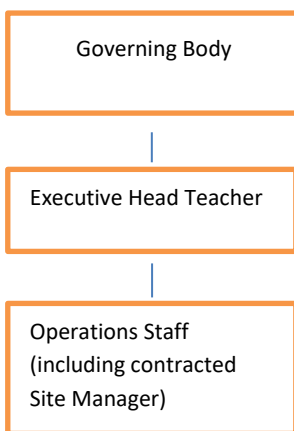 Governing Body
Executive Head Teacher
Operations Staff
(including contracted
Site Manager)